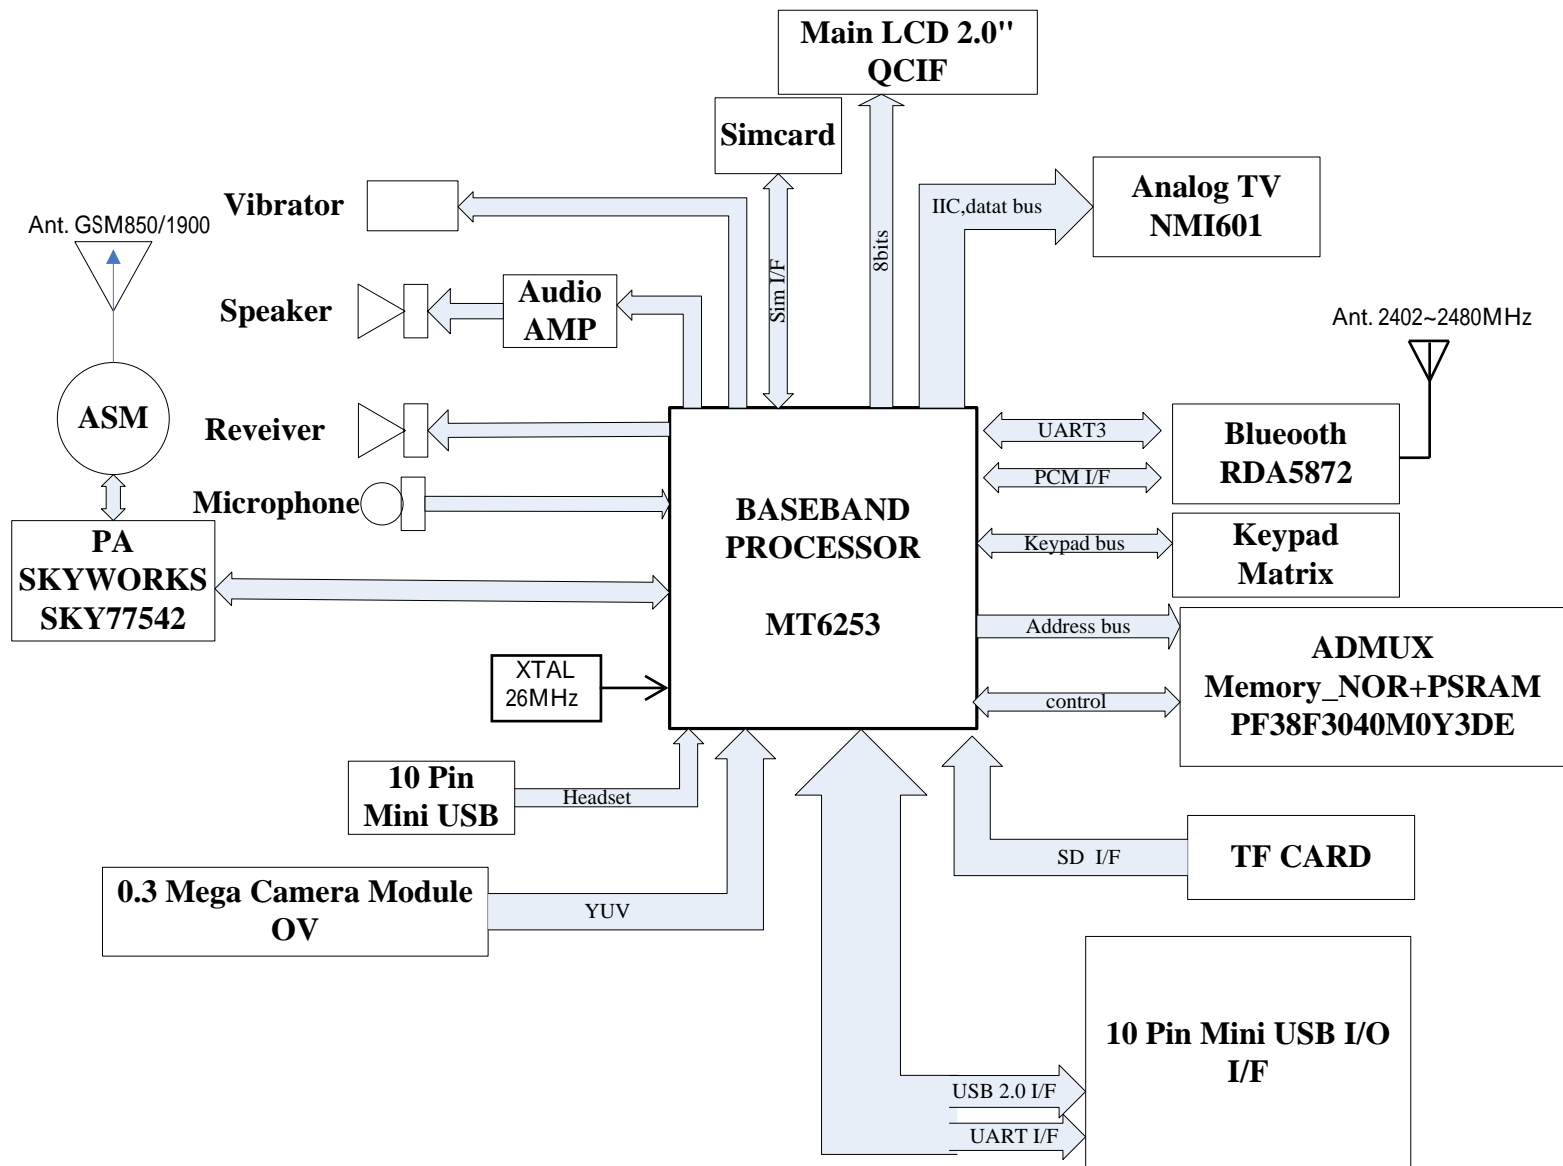 Main LCD 2.0"
QCIF
Simcard
Vibrator
IIC,datat bus
Analog TV
NMI601
Ant. GSM850/1900
8bits
Sim I/F
Speaker
Audio
AMP
Ant. 2402~2480MHz
ASM
Reveiver
UART3
Blueooth
RDA5872
PCM I/F
Microphone
BASEBAND
PROCESSOR
MT6253
PA
SKYWORKS
SKY77542
Keypad bus
Keypad
Matrix
Address bus
ADMUX
Memory_NOR+PSRAM
PF38F3040M0Y3DE
XTAL
26MHz
control
10 Pin
Mini USB
Headset
SD I/F
TF CARD
0.3 Mega Camera Module
OV
YUV
10 Pin Mini USB I/O
I/F
USB 2.0 I/F
UART I/F